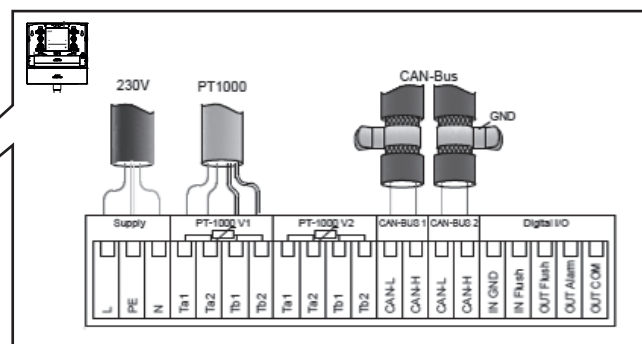 230V
PT1000
CAN-Bus
GND
Supply
PT-1000 V1
PT-1000 V2
CAN-BUS 1
CAN-BUS 2
Digital I/O
L
PE
N
Ta1
Ta2
Tb1
Tb2
Ta1
Ta2
Tb1
Tb2
CAN-L
CAN-H
CAN-L
CAN-H
IN GND
IN Flush
OUT Flush
OUT Alarm
OUT COM